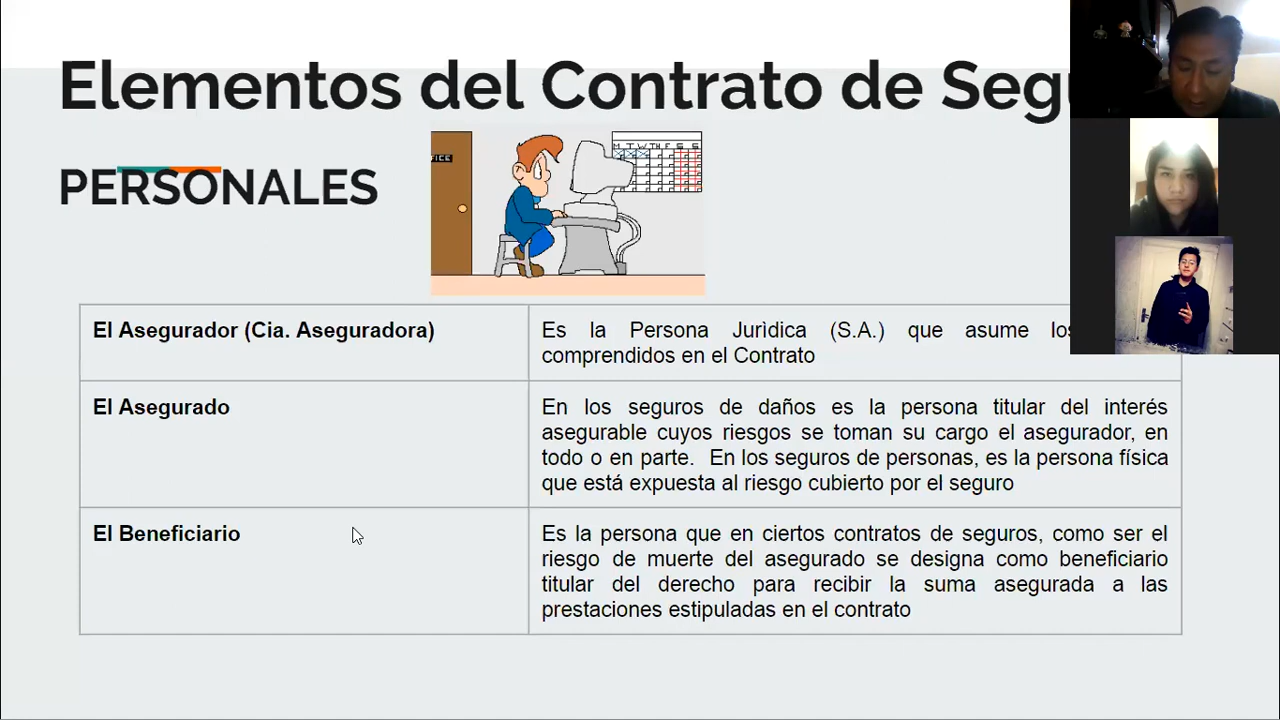 Elementos del Contrato de Segu
PERSONALES
FICE
M T W TH F S S
El Asegurador (Cia. Aseguradora)
Es la Persona Jurìdica (S.A.) que asume los
comprendidos en el Contrato
El Asegurado
En los seguros de daños es la persona titular del interés
asegurable cuyos riesgos se toman su cargo el asegurador, en
todo o en parte. En los seguros de personas, es la persona física
que está expuesta al riesgo cubierto por el seguro
El Beneficiario
Es la persona que en ciertos contratos de seguros, como ser el
riesgo de muerte del asegurado se designa como beneficiario
titular del derecho para recibir la suma asegurada a las
prestaciones estipuladas en el contrato